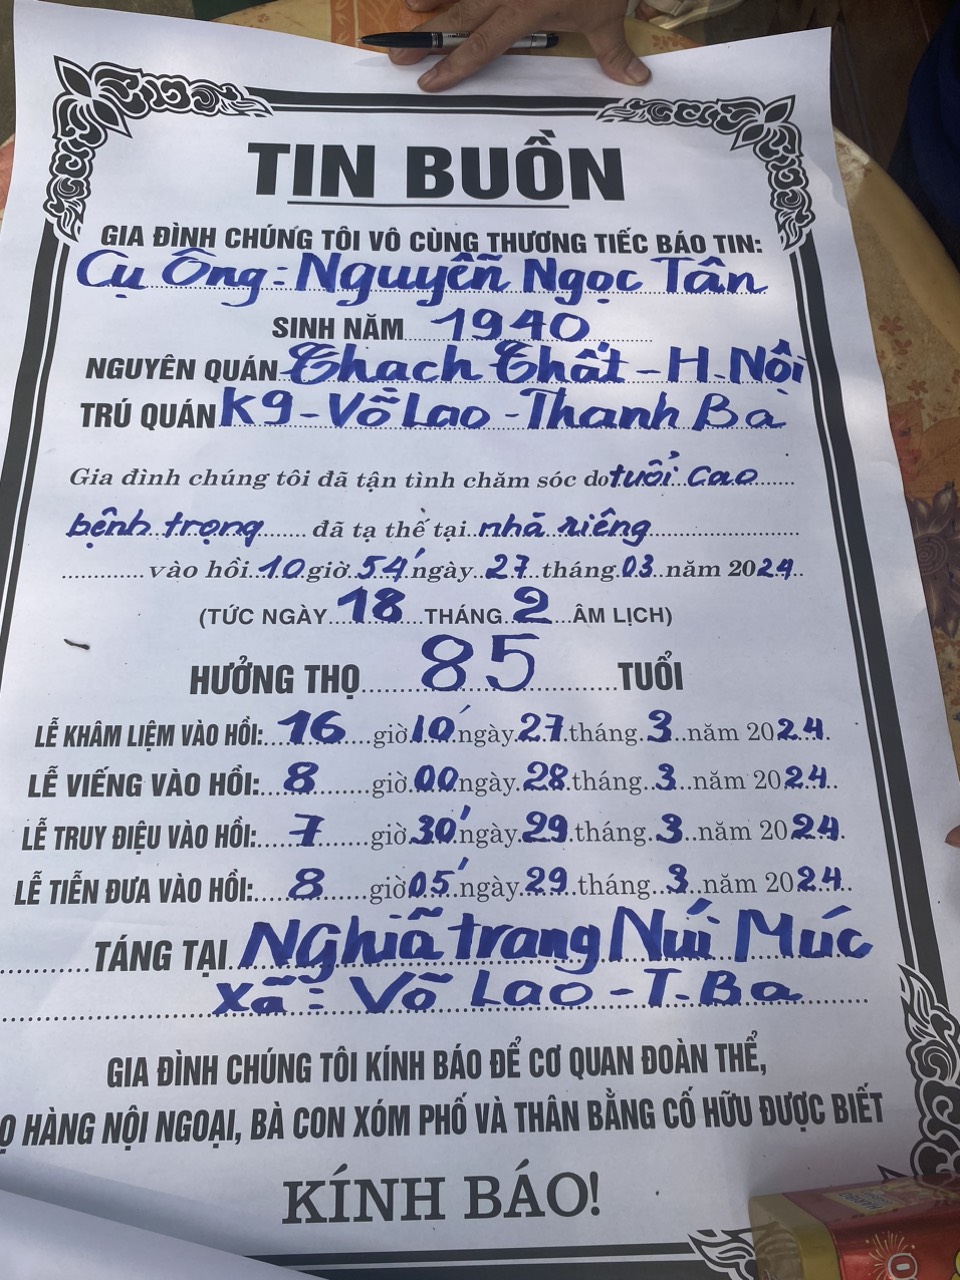 TIN BUỒN
GIA ĐÌNH CHÚNG TÔI VÔ CÙNG THƯƠNG TIẾC BÁO TIN:
Cụ Ông: Nguyễn Ngọc Tân
SINH NĂM 1940
NGUYÊN QUÁN Thạch Thất - H. Nội
TRÚ QUÁN K9 - Võ Lao - Thanh Ba
Gia đình chúng tôi đã tận tình chăm sóc do tuổi cao
bệnh trọng đã tạ thế tại nhà riêng
vào hồi 10 giờ 54' ngày 27 tháng 03 năm 2024
(TỨC NGÀY 18 THÁNG 2 ÂM LỊCH)
HƯỞNG THỌ 85 TUỔI
LỄ KHÂM LIỆM VÀO HỒI: 16 giờ 10' ngày 27 tháng 3 năm 2024.
LỄ VIẾNG VÀO HỒI: 8 giờ 00 ngày 28 tháng 3 năm 2024
LỄ TRUY ĐIỆU VÀO HỒI: 7 giờ 30' ngày 29 tháng 3 năm 2024
LỄ TIỄN ĐƯA VÀO HỒI: 8 giờ 05' ngày 29 tháng 3 năm 2024
TÁNG TẠI Nghĩa trang Núi Múc
Xã: Võ Lao - T. Ba
GIA ĐÌNH CHÚNG TÔI KÍNH BÁO ĐỂ CƠ QUAN ĐOÀN THỂ,
Ọ HÀNG NỘI NGOẠI, BÀ CON XÓM PHỐ VÀ THÂN BẰNG CỐ HỮU ĐƯỢC BIẾT
KÍNH BÁO!